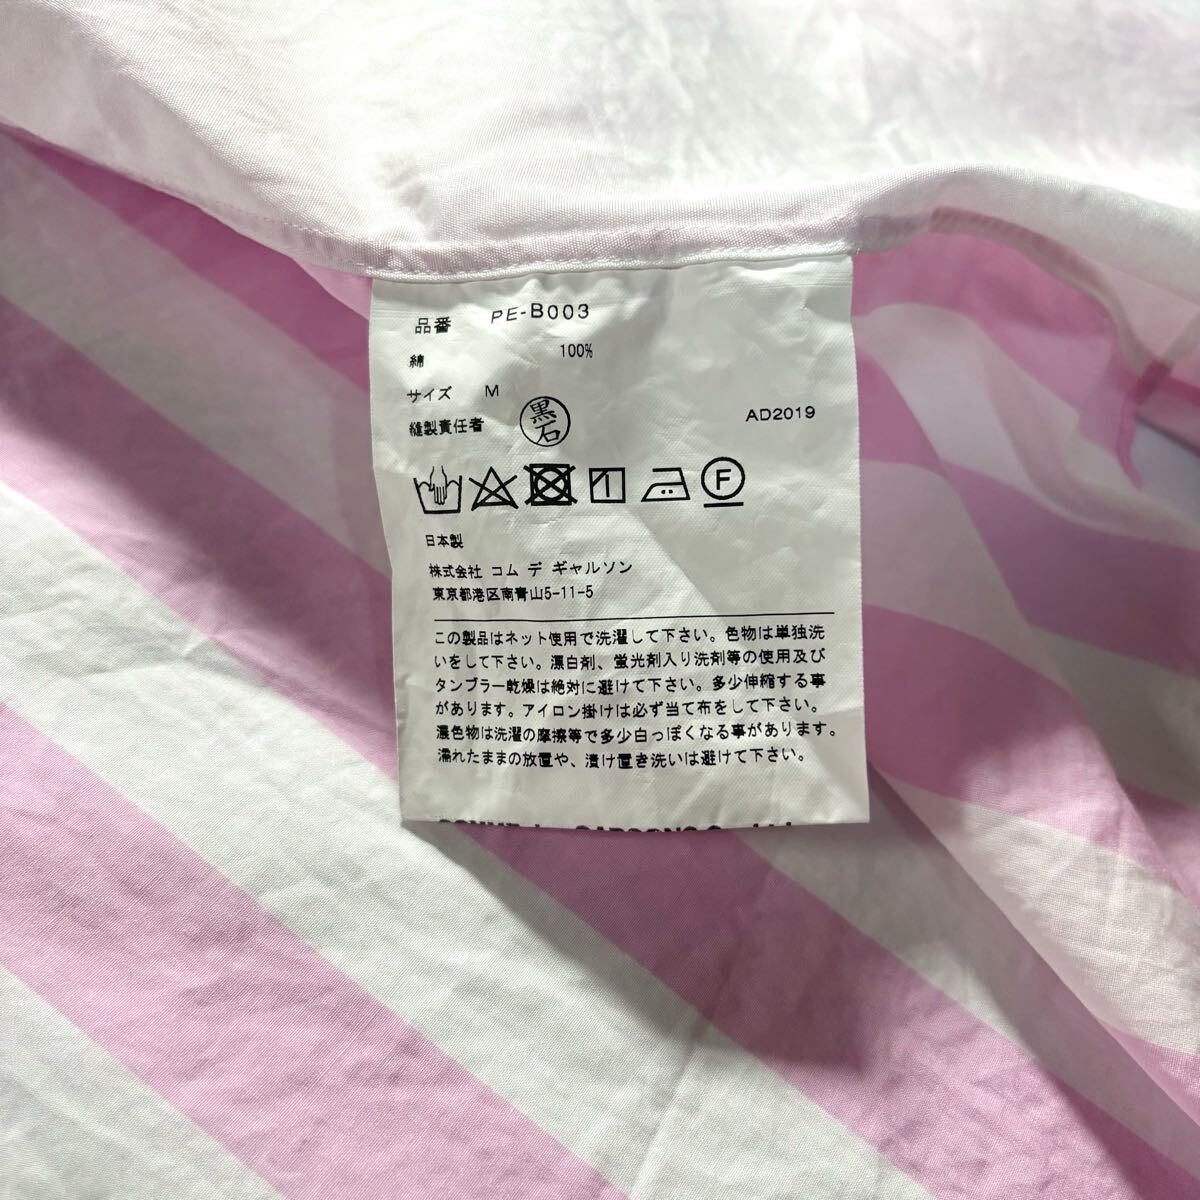 品番 PE-B003
綿 100%
サイズ M
縫製責任者 黒石 AD2019
F
日本製
株式会社 コム デ ギャルソン
東京都港区南青山5-11-5
この製品はネット使用で洗濯して下さい。色物は単独洗
いをして下さい。漂白剤、蛍光剤入り洗剤等の使用及び
タンブラー乾燥は絶対に避けて下さい。多少伸縮する事
があります。アイロン掛けは必ず当て布をして下さい。
濃色物は洗濯の摩擦等で多少白っぽくなる事があります。
濡れたままの放置や、漬け置き洗いは避けて下さい。